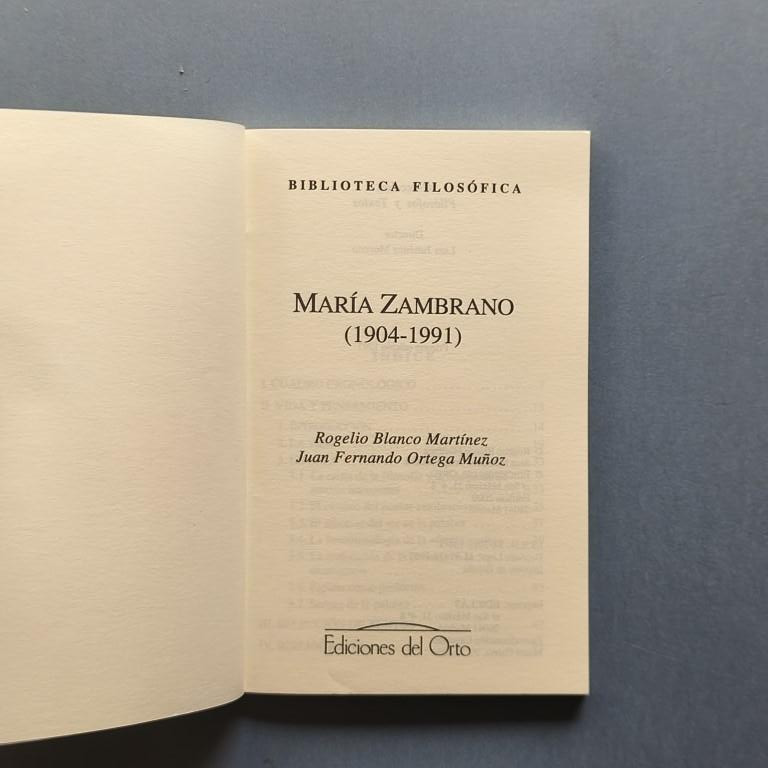 BIBLIOTECA FILOSÓFICA
MARÍA ZAMBRANO
(1904-1991)
Rogelio Blanco Martínez
Juan Fernando Ortega Muñoz
Ediciones del Orto